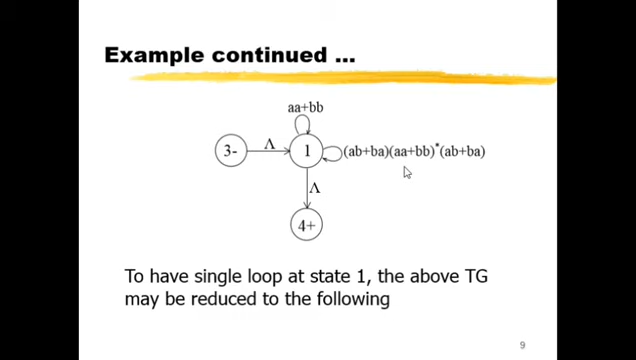 Example continued ...
aa+bb
3-
Λ
1
(ab+ba)(aa+bb)*(ab+ba)
Λ
4+
To have single loop at state 1, the above TG
may be reduced to the following
9